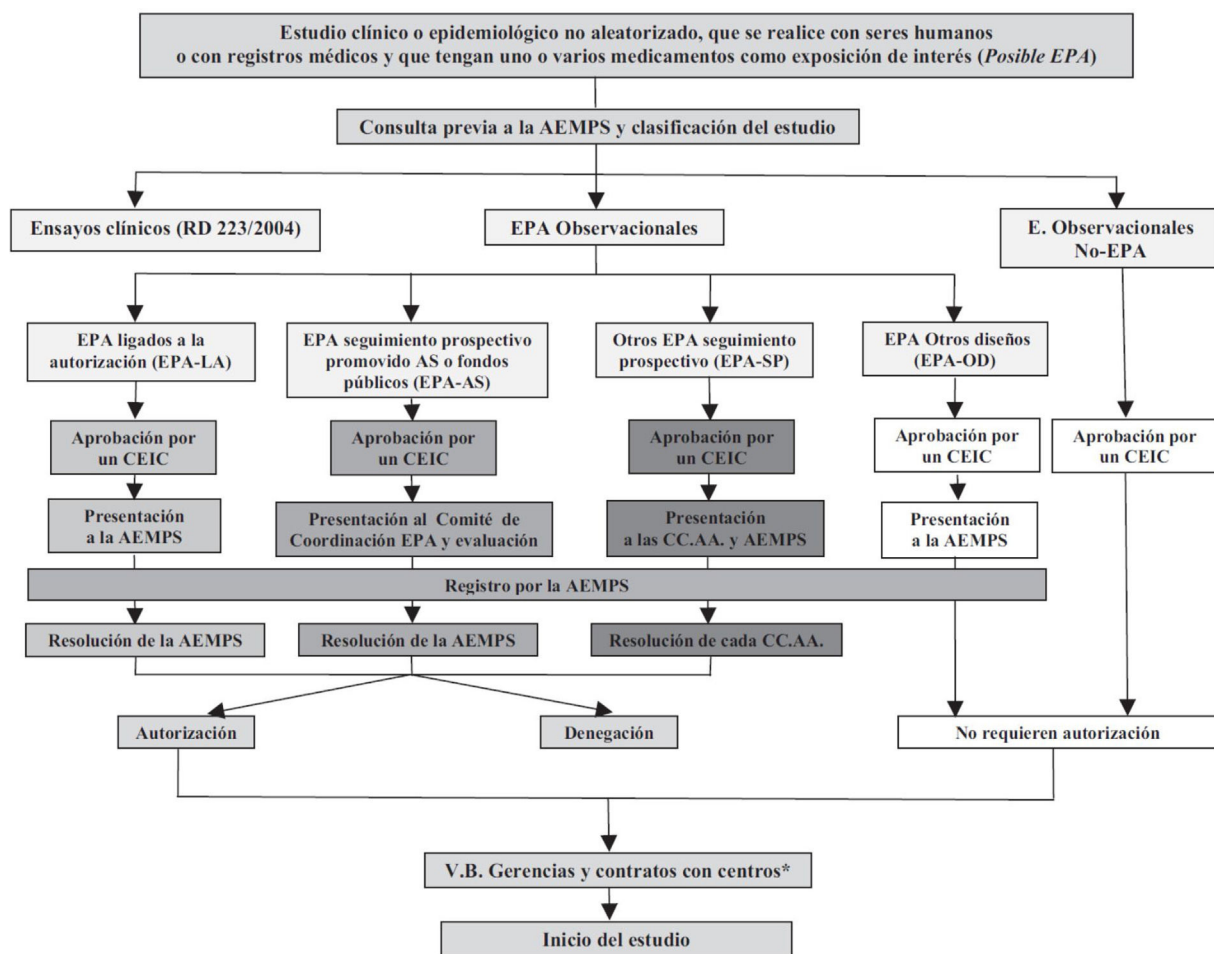 Estudio clínico o epidemiológico no aleatorizado, que se realice con seres humanos
o con registros médicos y que tengan uno o varios medicamentos como exposición de interés (Posible EPA)
Consulta previa a la AEMPS y clasificación del estudio
Ensayos clínicos (RD 223/2004)
EPA Observacionales
E. Observacionales
No-EPA
EPA ligados a la
autorización (EPA-LA)
EPA seguimiento prospectivo
promovido AS o fondos
públicos (EPA-AS)
Otros EPA seguimiento
prospectivo (EPA-SP)
EPA Otros diseños
(EPA-OD)
Aprobación por
un CEIC
Aprobación por
un CEIC
Aprobación por
un CEIC
Aprobación por
un CEIC
Aprobación por
un CEIC
Presentación
a la AEMPS
Presentación al Comité de
Coordinación EPA y evaluación
Presentación
a las CC.AA. y AEMPS
Presentación
a la AEMPS
Registro por la AEMPS
Resolución de la AEMPS
Resolución de la AEMPS
Resolución de cada CC.AA.
Autorización
Denegación
No requieren autorización
V.B. Gerencias y contratos con centros*
Inicio del estudio